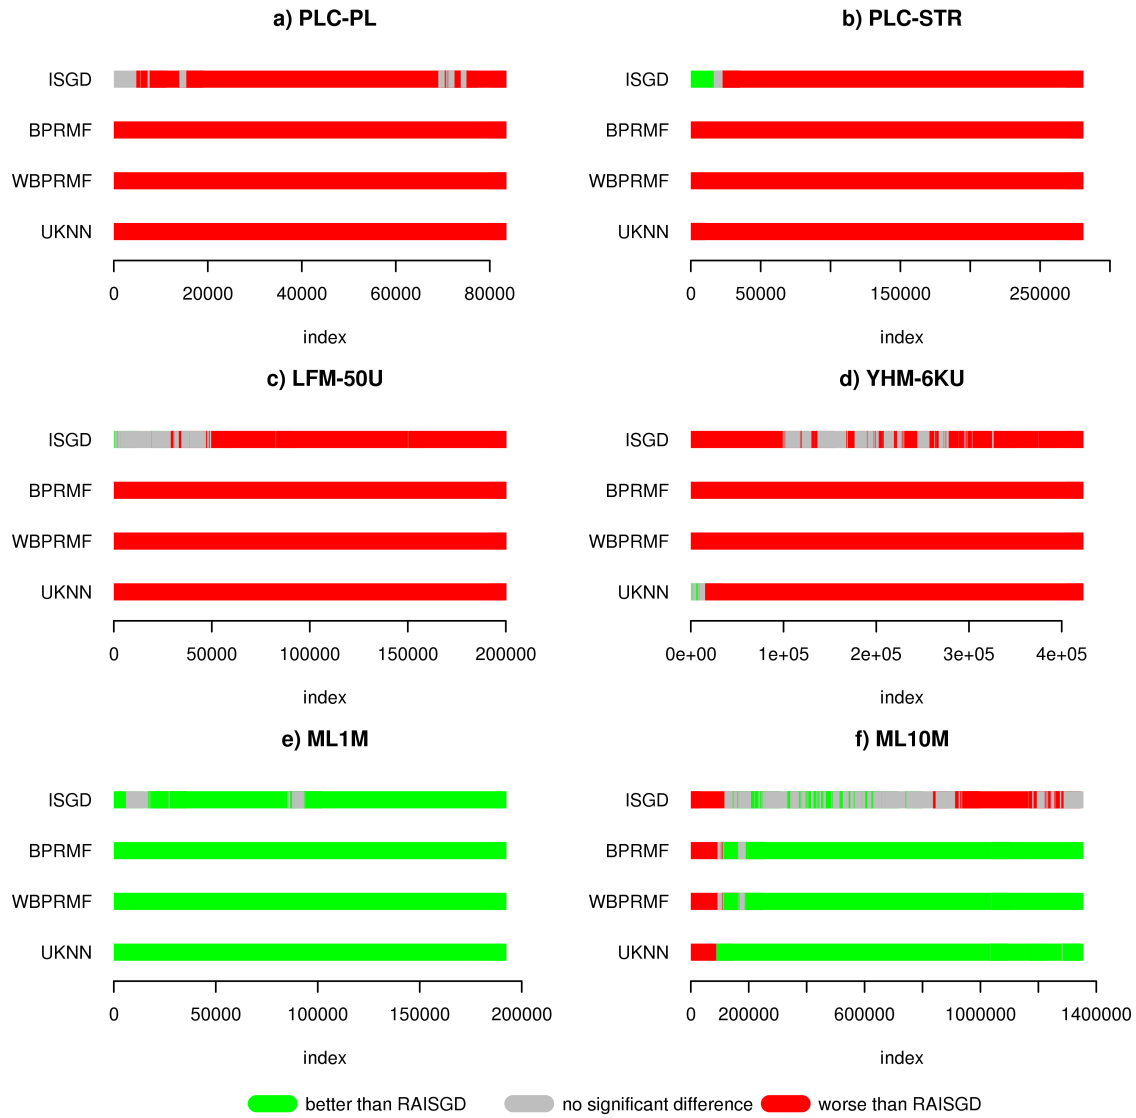 a) PLC-PL
ISGD
BPRMF
WBPRMF
UKNN
0 20000 40000 60000 80000
index
b) PLC-STR
ISGD
BPRMF
WBPRMF
UKNN
0 50000 150000 250000
index
c) LFM-50U
ISGD
BPRMF
WBPRMF
UKNN
0 50000 100000 150000 200000
index
d) YHM-6KU
ISGD
BPRMF
WBPRMF
UKNN
0e+00 1e+05 2e+05 3e+05 4e+05
index
e) ML1M
ISGD
BPRMF
WBPRMF
UKNN
0 50000 100000 150000 200000
index
f) ML10M
ISGD
BPRMF
WBPRMF
UKNN
0 200000 600000 1000000 1400000
index
better than RAISGD no significant difference worse than RAISGD